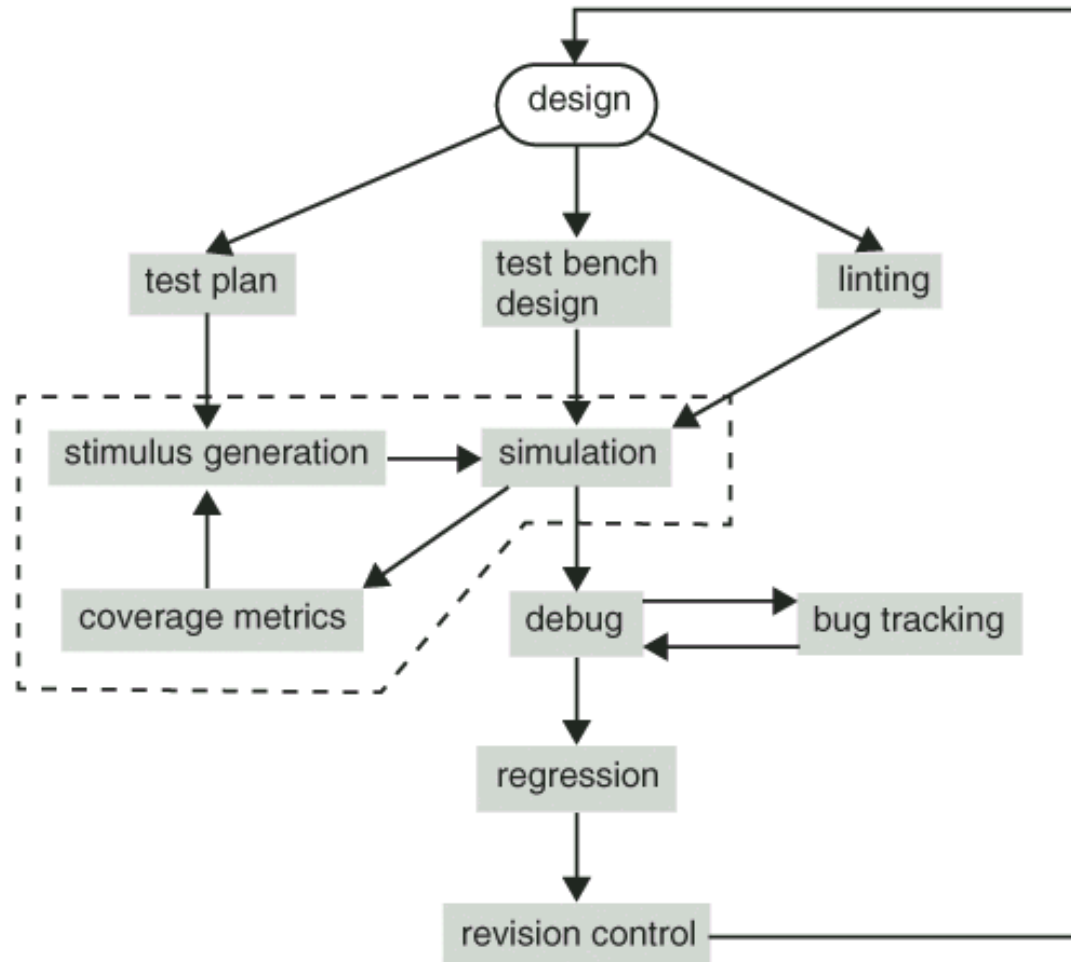 design
test plan
test bench
design
linting
stimulus generation
simulation
coverage metrics
debug
bug tracking
regression
revision control